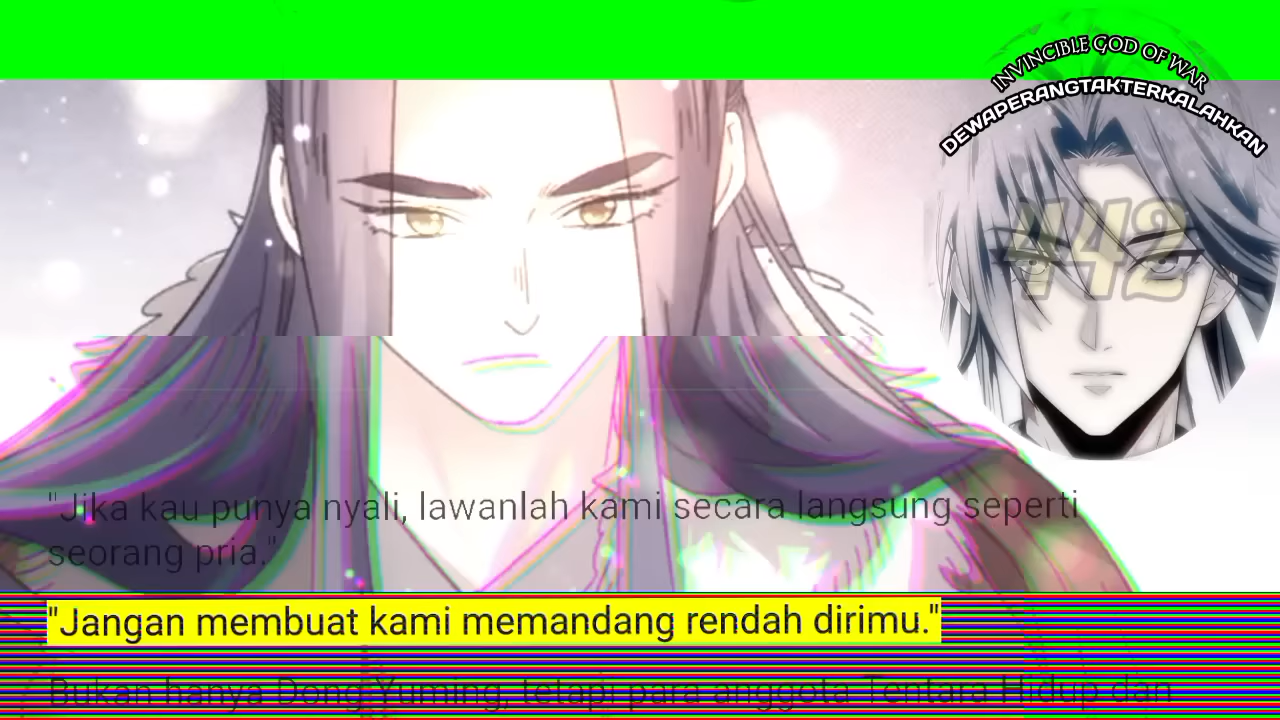 INVINCIBLE GOD OF WAR
DEWAPERANGTAKTERKALAHKAN
442
"Jika kau punya nyali, lawanlah kami secara langsung seperti
seorang pria."
"Jangan membuat kami memandang rendah dirimu."
Bukan hanya Dong Yuming, tetapi para anggota Tentara Hidup dan